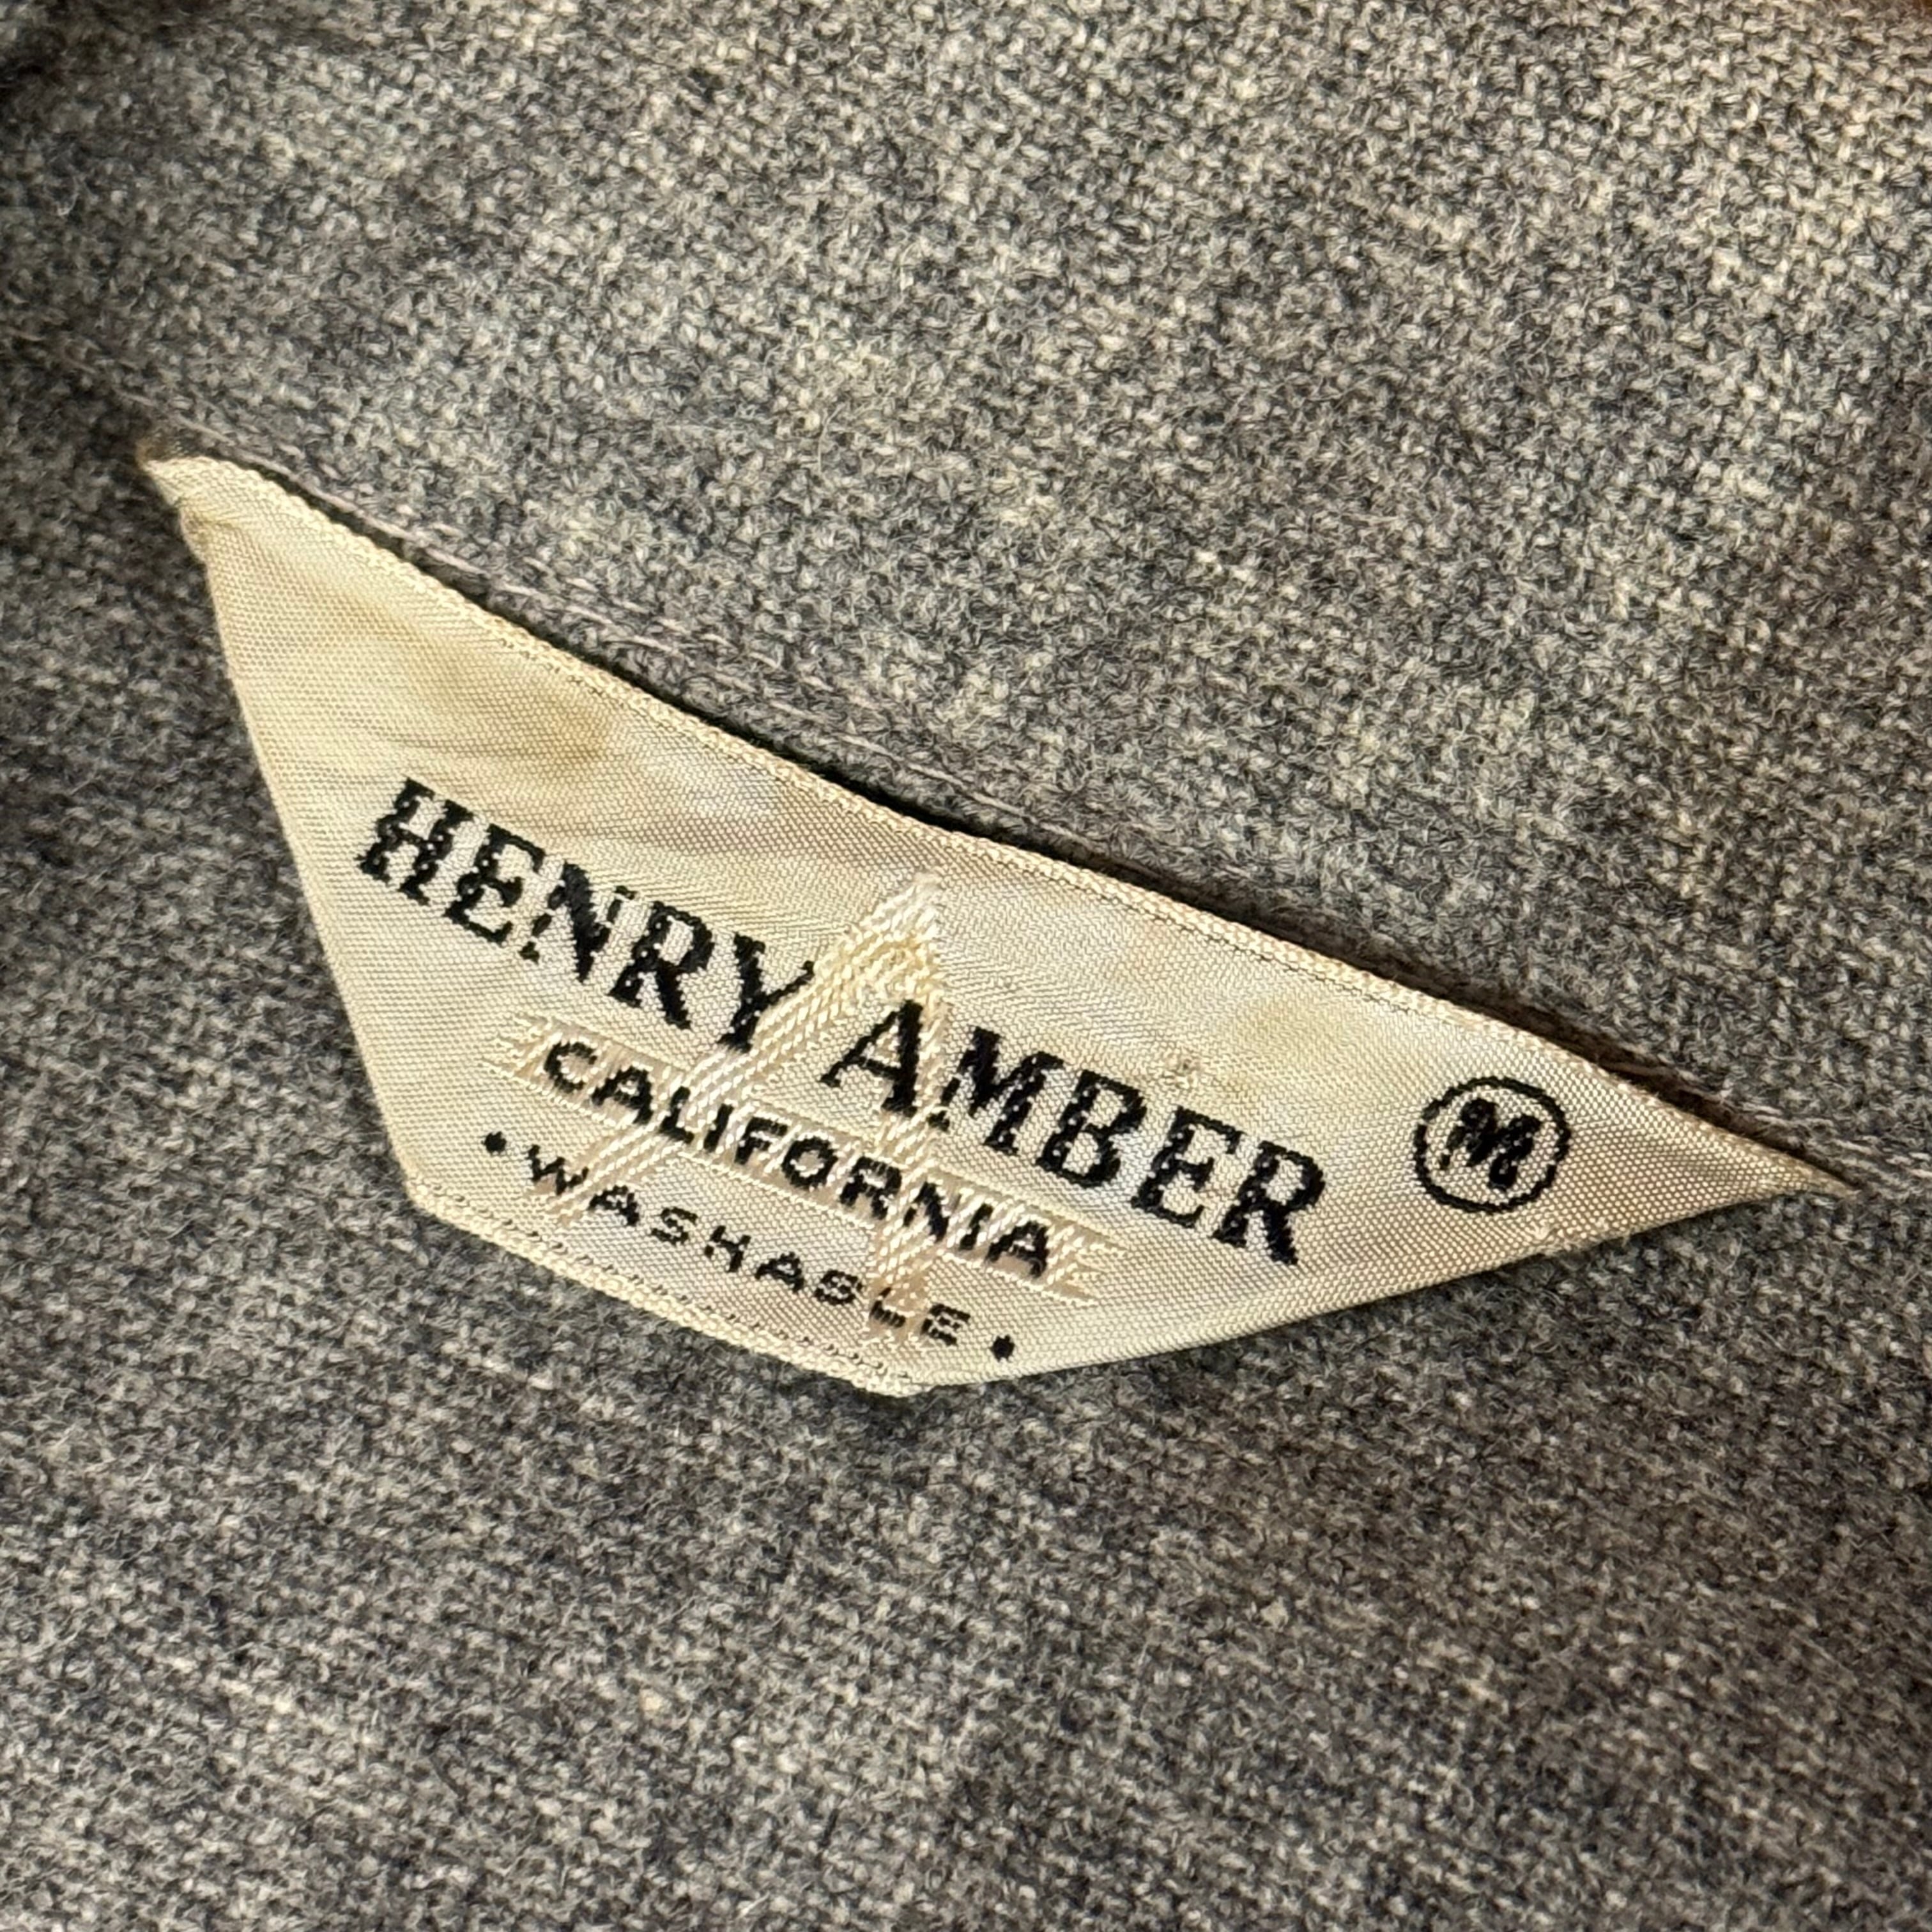 HENRY AMBER
M
CALIFORNIA
• WASHABLE •